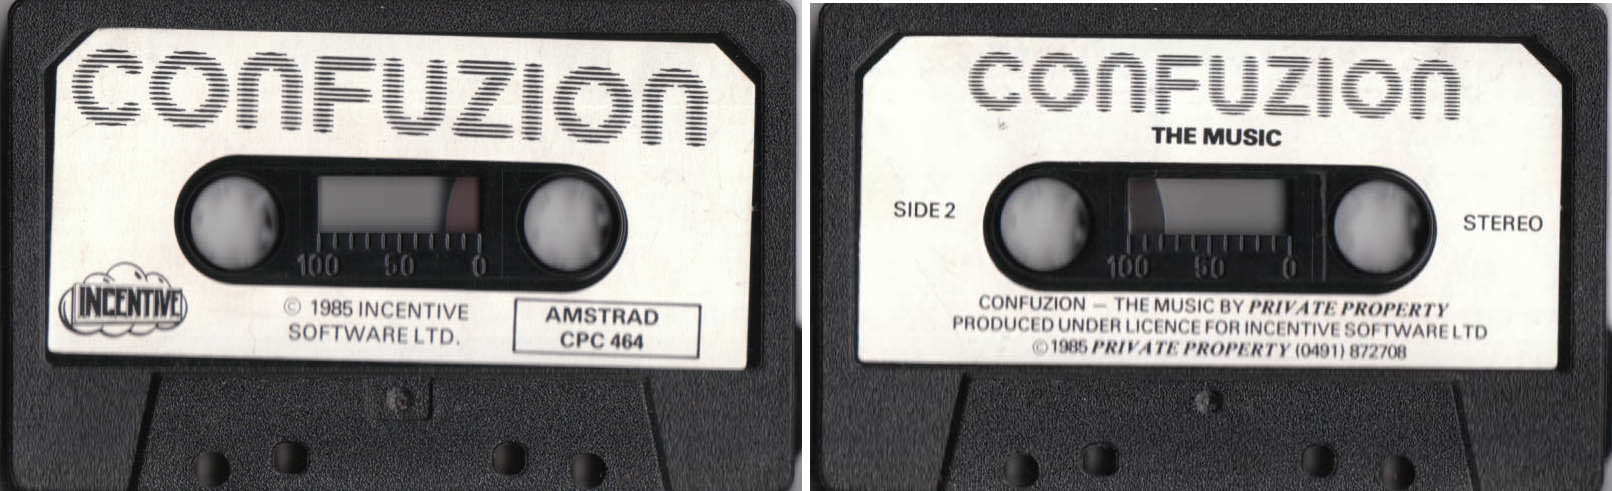 CONFUZION
100 50 0
INCENTIVE
© 1985 INCENTIVE
SOFTWARE LTD.
AMSTRAD
CPC 464
CONFUZION
THE MUSIC
SIDE 2
STEREO
100 50 0
CONFUZION — THE MUSIC BY PRIVATE PROPERTY
PRODUCED UNDER LICENCE FOR INCENTIVE SOFTWARE LTD
© 1985 PRIVATE PROPERTY (0491) 872708